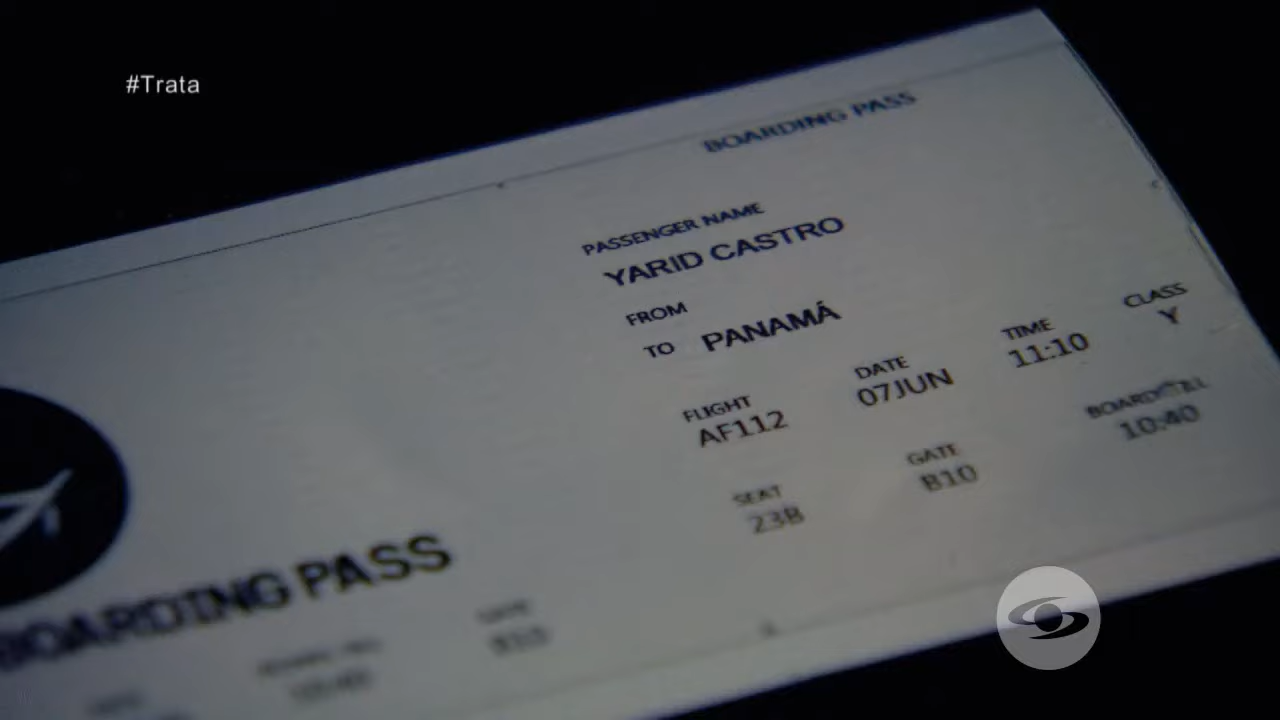 #Trata
BOARDING PASS
PASSENGER NAME
YARID CASTRO
FROM
TO PANAMÁ
FLIGHT DATE TIME CLASS
AF112 07JUN 11:10 Y
SEAT GATE
23B B10 10:40
BOARDING PASS